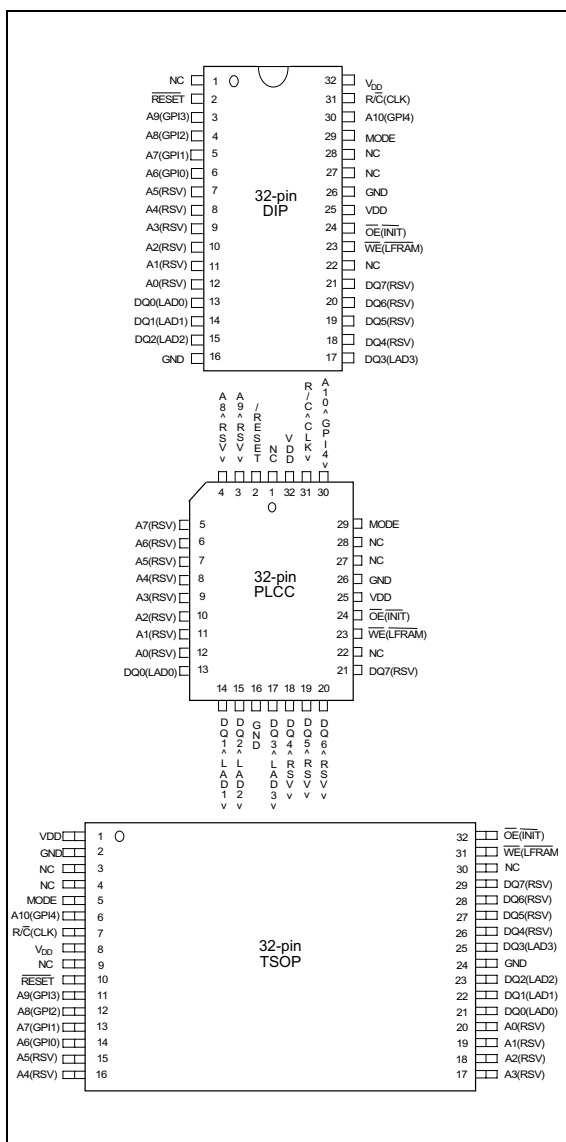 NC 1 32 VDD
RESET 2 31 R/C(CLK)
A9(GPI3) 3 30 A10(GPI4)
A8(GPI2) 4 29 MODE
A7(GPI1) 5 28 NC
A6(GPI0) 6 27 NC
A5(RSV) 7 26 GND
32-pin
DIP
A4(RSV) 8 25 VDD
A3(RSV) 9 24 OE(INIT)
A2(RSV) 10 23 WE(LFRAM)
A1(RSV) 11 22 NC
A0(RSV) 12 21 DQ7(RSV)
DQ0(LAD0) 13 20 DQ6(RSV)
DQ1(LAD1) 14 19 DQ5(RSV)
DQ2(LAD2) 15 18 DQ4(RSV)
GND 16 17 DQ3(LAD3)
A8^RSV˅ A9^RSV˅ /RESET NC VDD R/C^CLK˅ A10^GPI4˅
4 3 2 1 32 31 30
A7(RSV) 5 29 MODE
A6(RSV) 6 28 NC
A5(RSV) 7 27 NC
A4(RSV) 8 26 GND
32-pin
PLCC
A3(RSV) 9 25 VDD
A2(RSV) 10 24 OE(INIT)
A1(RSV) 11 23 WE(LFRAM)
A0(RSV) 12 22 NC
DQ0(LAD0) 13 21 DQ7(RSV)
14 15 16 17 18 19 20
DQ1^LAD1˅ DQ2^LAD2˅ GND DQ3^LAD3˅ DQ4^RSV˅ DQ5^RSV˅ DQ6^RSV˅
VDD 1 32 OE(INIT)
GND 2 31 WE(LFRAM
NC 3 30 NC
NC 4 29 DQ7(RSV)
MODE 5 28 DQ6(RSV)
A10(GPI4) 6 27 DQ5(RSV)
R/C(CLK) 7 26 DQ4(RSV)
32-pin
TSOP
VDD 8 25 DQ3(LAD3)
NC 9 24 GND
RESET 10 23 DQ2(LAD2)
A9(GPI3) 11 22 DQ1(LAD1)
A8(GPI2) 12 21 DQ0(LAD0)
A7(GPI1) 13 20 A0(RSV)
A6(GPI0) 14 19 A1(RSV)
A5(RSV) 15 18 A2(RSV)
A4(RSV) 16 17 A3(RSV)